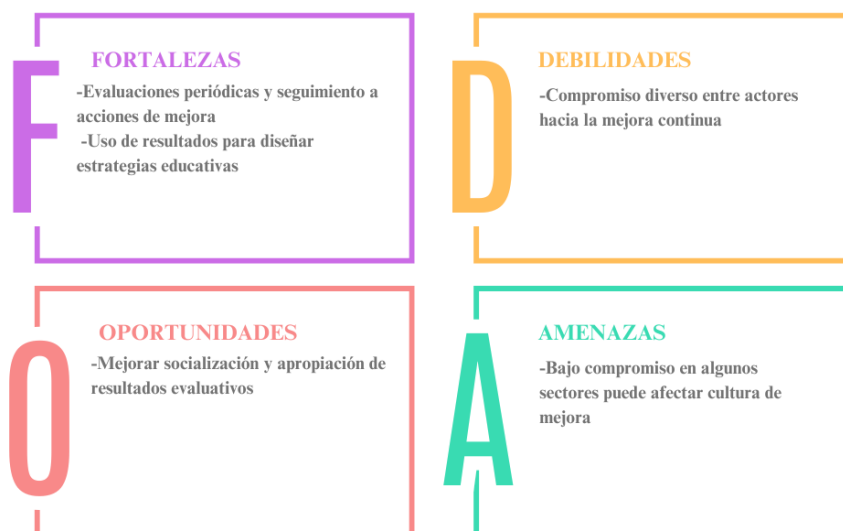 F
FORTALEZAS
-Evaluaciones periódicas y seguimiento a
acciones de mejora
-Uso de resultados para diseñar
estrategias educativas
D
DEBILIDADES
-Compromiso diverso entre actores
hacia la mejora continua
O
OPORTUNIDADES
-Mejorar socialización y apropiación de
resultados evaluativos
A
AMENAZAS
-Bajo compromiso en algunos
sectores puede afectar cultura de
mejora